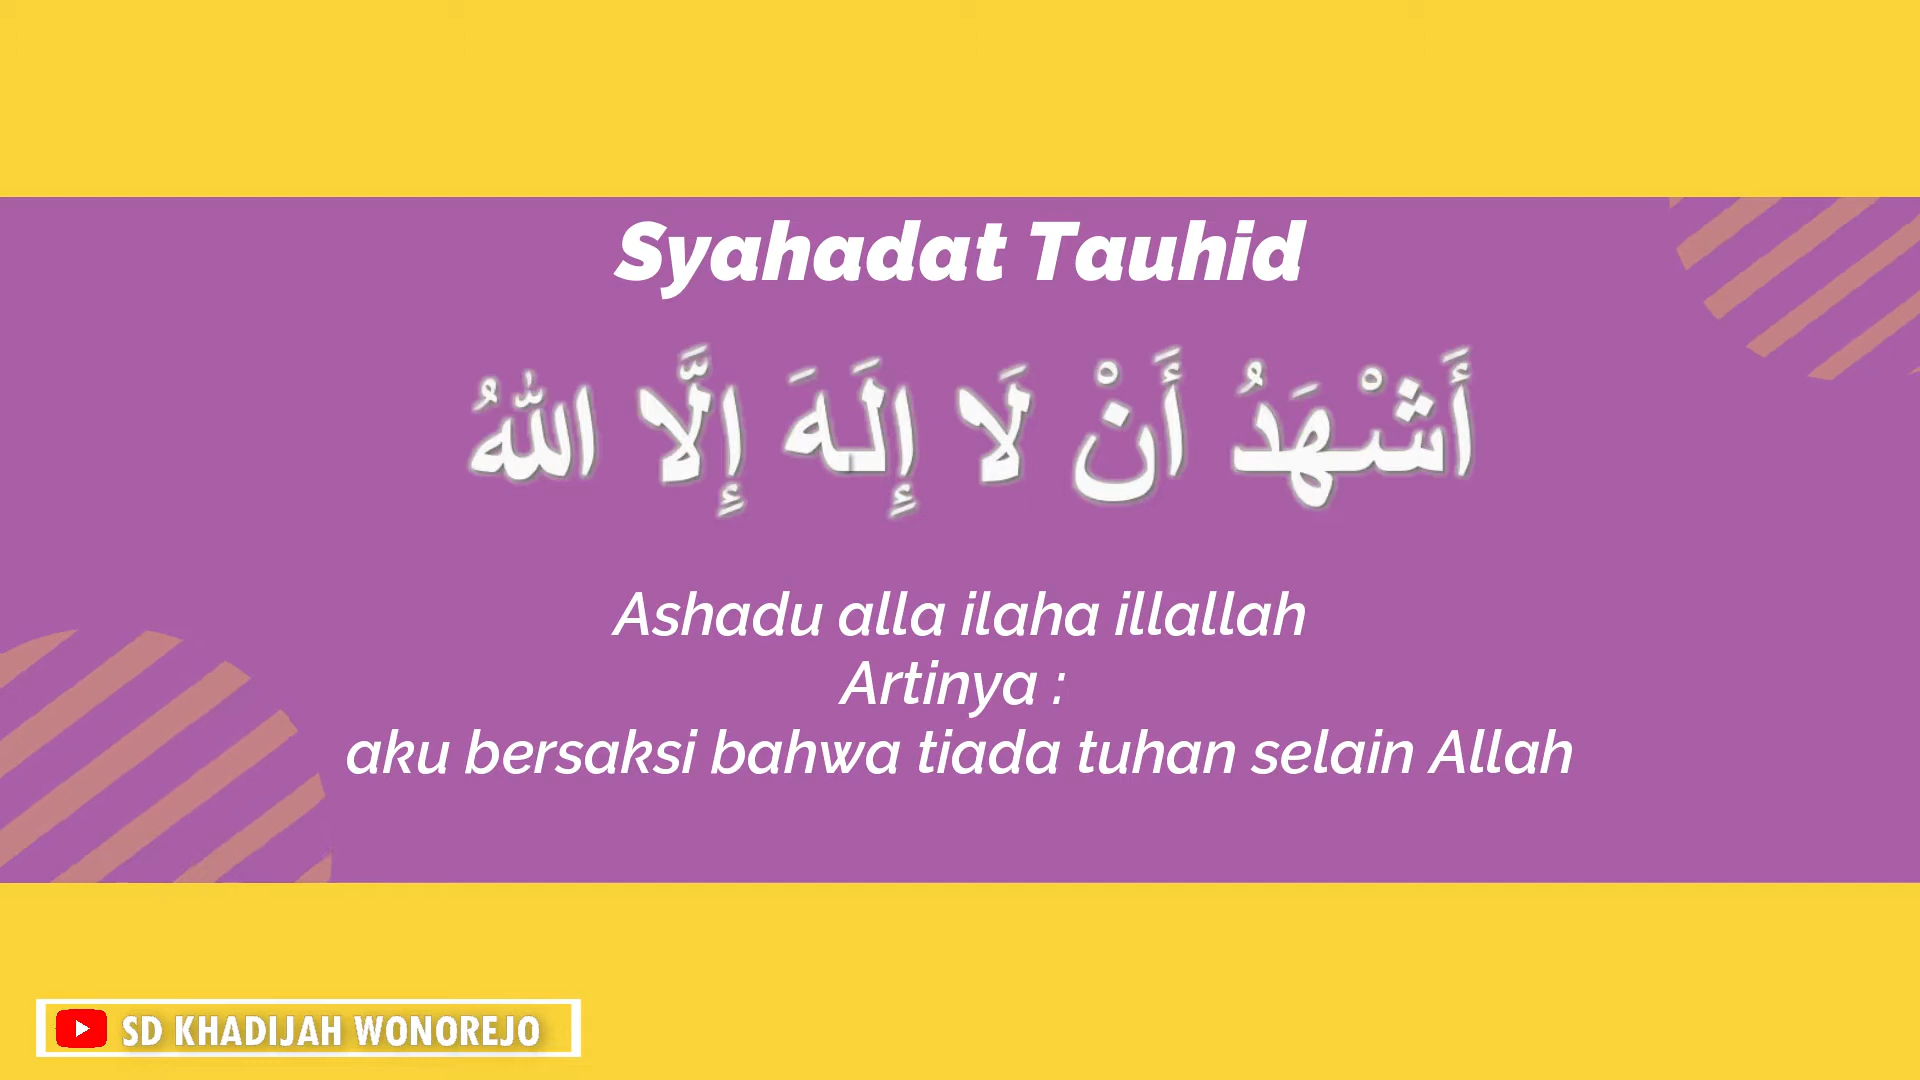 Syahadat Tauhid
أَشْهَدُ أَنْ لَا إِلَهَ إِلَّا اللهُ
Ashadu alla ilaha illallah
Artinya :
aku bersaksi bahwa tiada tuhan selain Allah
SD KHADIJAH WONOREJO